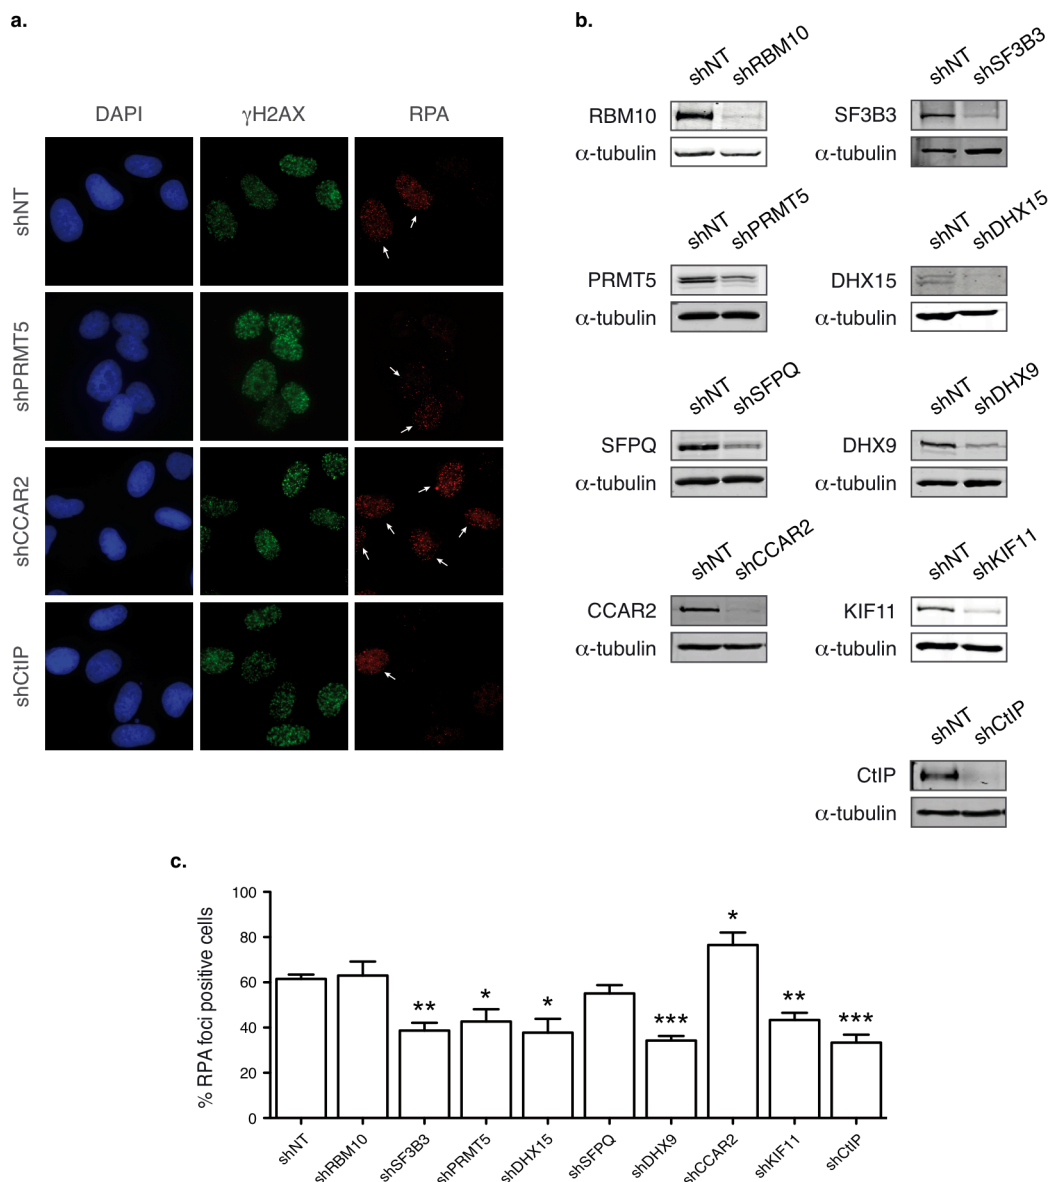 a.
DAPI
γH2AX
RPA
shNT
shPRMT5
shCCAR2
shCtIP
b.
shNT shRBM10
RBM10
α-tubulin
shNT shSF3B3
SF3B3
α-tubulin
shNT shPRMT5
PRMT5
α-tubulin
shNT shDHX15
DHX15
α-tubulin
shNT shSFPQ
SFPQ
α-tubulin
shNT shDHX9
DHX9
α-tubulin
shNT shCCAR2
CCAR2
α-tubulin
shNT shKIF11
KIF11
α-tubulin
shNT shCtIP
CtIP
α-tubulin
c.
% RPA foci positive cells
100
80
60
40
20
0
**
*
*
***
*
**
***
shNT
shRBM10
shSF3B3
shPRMT5
shDHX15
shSFPQ
shDHX9
shCCAR2
shKIF11
shCtIP